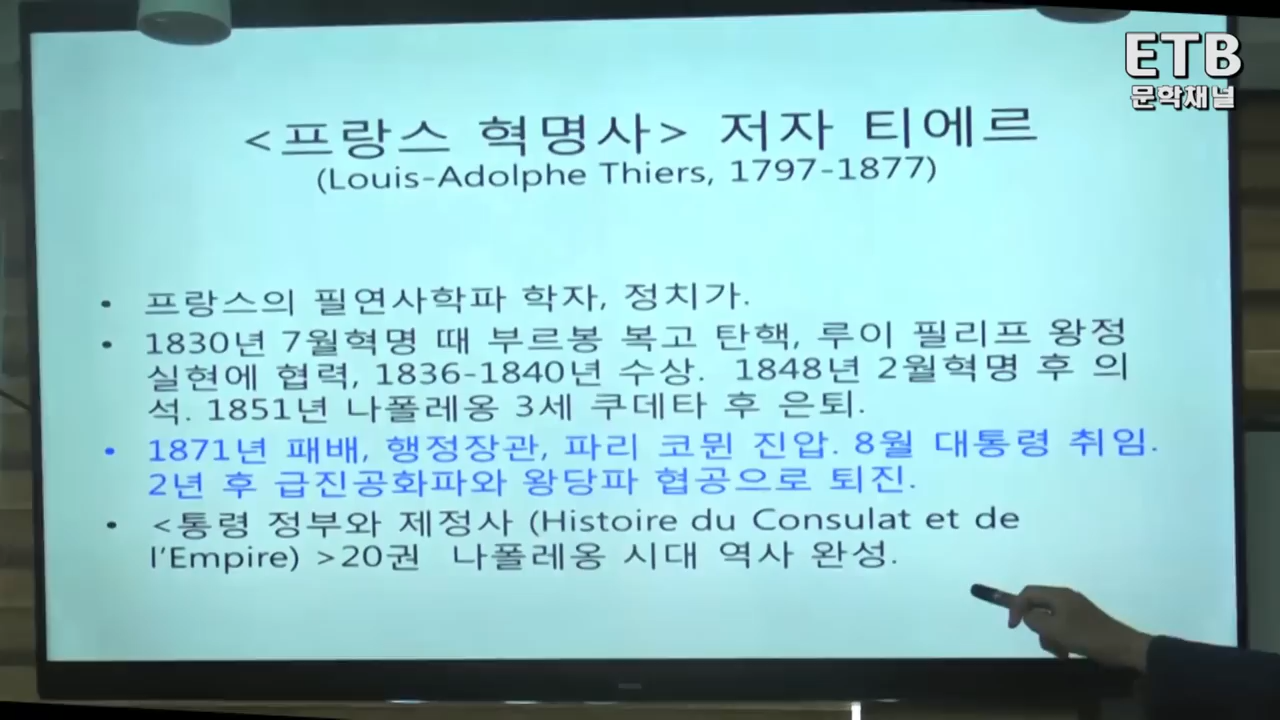 ETB
문학채널
<프랑스 혁명사> 저자 티에르
(Louis-Adolphe Thiers, 1797-1877)
• 프랑스의 필연사학파 학자, 정치가.
• 1830년 7월혁명 때 부르봉 복고 탄핵, 루이 필리프 왕정
실현에 협력, 1836-1840년 수상. 1848년 2월혁명 후 의
석. 1851년 나폴레옹 3세 쿠데타 후 은퇴.
• 1871년 패배, 행정장관, 파리 코뮌 진압. 8월 대통령 취임.
2년 후 급진공화파와 왕당파 협공으로 퇴진.
• <통령 정부와 제정사 (Histoire du Consulat et de
l'Empire) >20권 나폴레옹 시대 역사 완성.